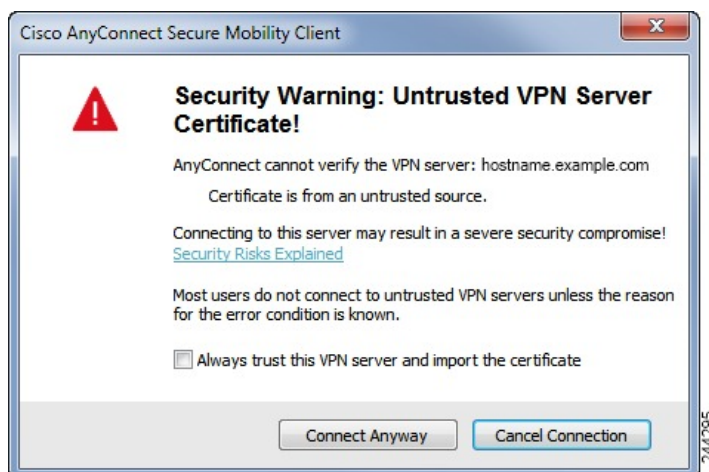 Cisco AnyConnect Secure Mobility Client
Security Warning: Untrusted VPN Server
Certificate!
AnyConnect cannot verify the VPN server: hostname.example.com
Certificate is from an untrusted source.
Connecting to this server may result in a severe security compromise!
Security Risks Explained
Most users do not connect to untrusted VPN servers unless the reason
for the error condition is known.
Always trust this VPN server and import the certificate
Connect Anyway
Cancel Connection
244295